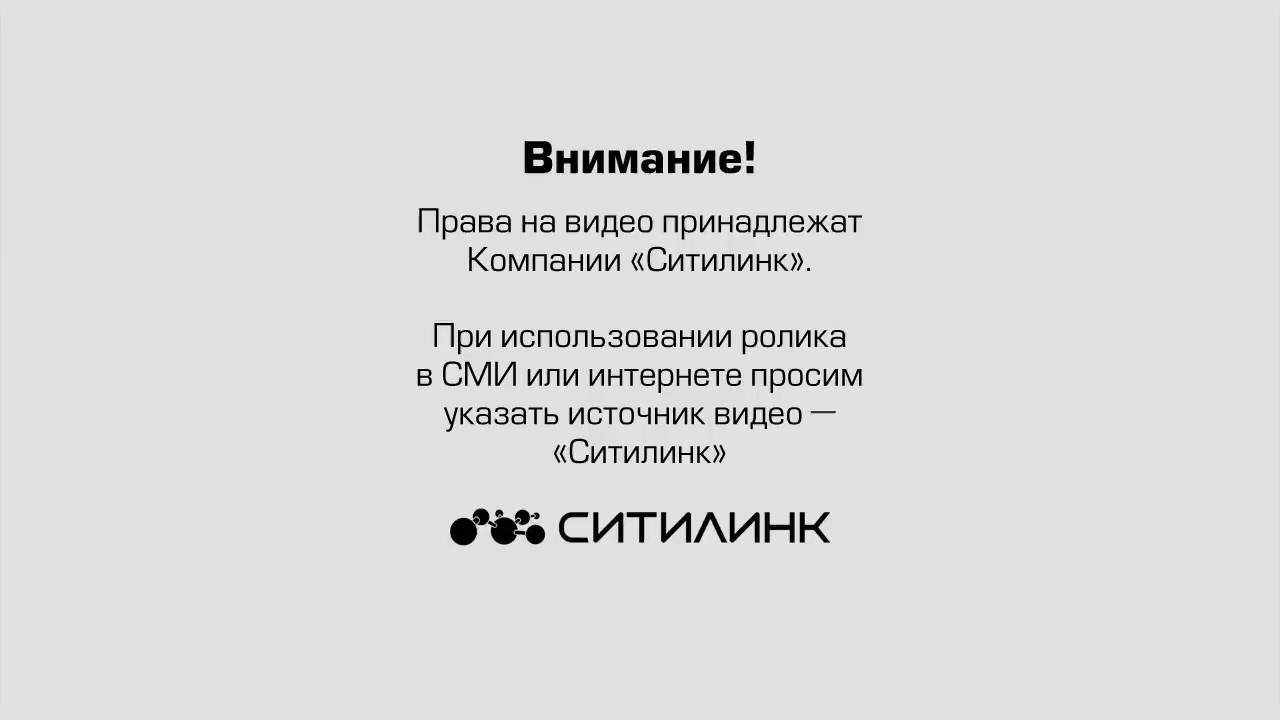 Внимание!
Права на видео принадлежат
Компании «Ситилинк».
При использовании ролика
в СМИ или интернете просим
указать источник видео —
«Ситилинк»
СИТИЛИНК